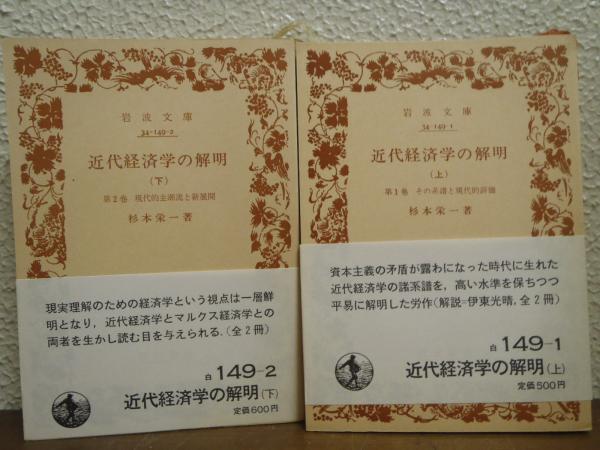 岩波文庫
34-149-2
近代経済学の解明
(下)
第2巻 現代的主潮流と新展開
杉本栄一著
現実理解のための経済学という視点は一層鮮
明となり，近代経済学とマルクス経済学との
両者を生かし読む目を与えられる.(全2冊)
白 149-2
近代経済学の解明(下)
定価600円
岩波文庫
34-149-1
近代経済学の解明
(上)
第1巻 その系譜と現代的評価
杉本栄一著
資本主義の矛盾が露わになった時代に生れた
近代経済学の諸系譜を，高い水準を保ちつつ
平易に解明した労作(解説=伊東光晴，全2冊)
白 149-1
近代経済学の解明(上)
定価500円